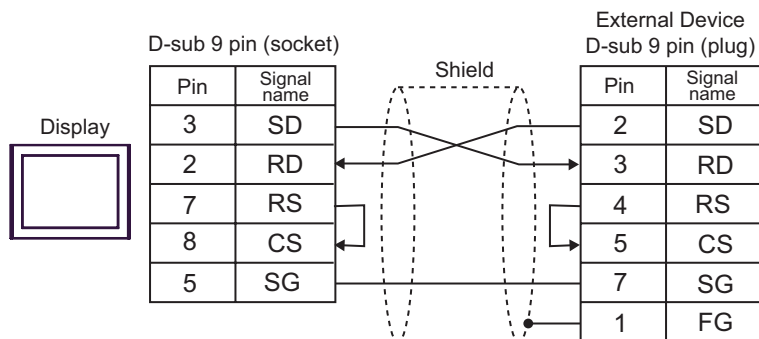 External Device
D-sub 9 pin (socket)
D-sub 9 pin (plug)
Shield
Display
Pin Signal name
3 SD
2 RD
7 RS
8 CS
5 SG
Pin Signal name
2 SD
3 RD
4 RS
5 CS
7 SG
1 FG